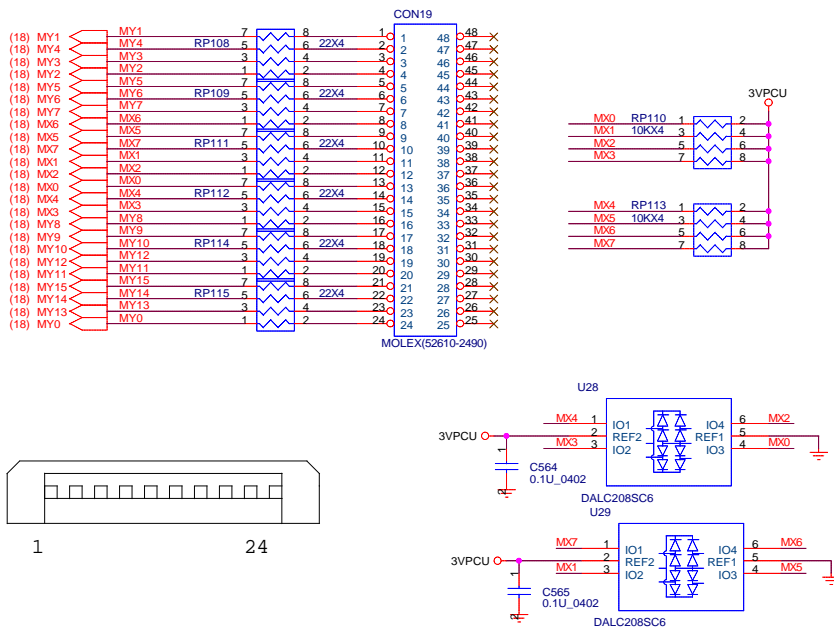 CON19
(18) MY1 MY1 7 8 1 1 48 48
(18) MY4 MY4 RP108 5 6 22X4 2 2 47 47
(18) MY3 MY3 3 4 3 3 46 46
(18) MY2 MY2 1 2 4 4 45 45
(18) MY5 MY5 7 8 5 5 44 44
(18) MY6 MY6 RP109 5 6 22X4 6 6 43 43
(18) MY7 MY7 3 4 7 7 42 42
(18) MX6 MX6 1 2 8 8 41 41
(18) MX5 MX5 7 8 9 9 40 40
(18) MX7 MX7 RP111 5 6 22X4 10 10 39 39
(18) MX1 MX1 3 4 11 11 38 38
(18) MX2 MX2 1 2 12 12 37 37
(18) MX0 MX0 7 8 13 13 36 36
(18) MX4 MX4 RP112 5 6 22X4 14 14 35 35
(18) MX3 MX3 3 4 15 15 34 34
(18) MY8 MY8 1 2 16 16 33 33
(18) MY9 MY9 7 8 17 17 32 32
(18) MY10 MY10 RP114 5 6 22X4 18 18 31 31
(18) MY12 MY12 3 4 19 19 30 30
(18) MY11 MY11 1 2 20 20 29 29
(18) MY15 MY15 7 8 21 21 28 28
(18) MY14 MY14 RP115 5 6 22X4 22 22 27 27
(18) MY13 MY13 3 4 23 23 26 26
(18) MY0 MY0 1 2 24 24 25 25
MOLEX(52610-2490)
3VPCU
MX0 RP110 1 2
MX1 10KX4 3 4
MX2 5 6
MX3 7 8
MX4 RP113 1 2
MX5 10KX4 3 4
MX6 5 6
MX7 7 8
1 24
U28
MX4 1 IO1 IO4 6 MX2
3VPCU 2 REF2 REF1 5
MX3 3 IO2 IO3 4 MX0
1
C564
0.1U_0402
2
DALC208SC6
U29
MX7 1 IO1 IO4 6 MX6
3VPCU 2 REF2 REF1 5
MX1 3 IO2 IO3 4 MX5
1
C565
0.1U_0402
2
DALC208SC6